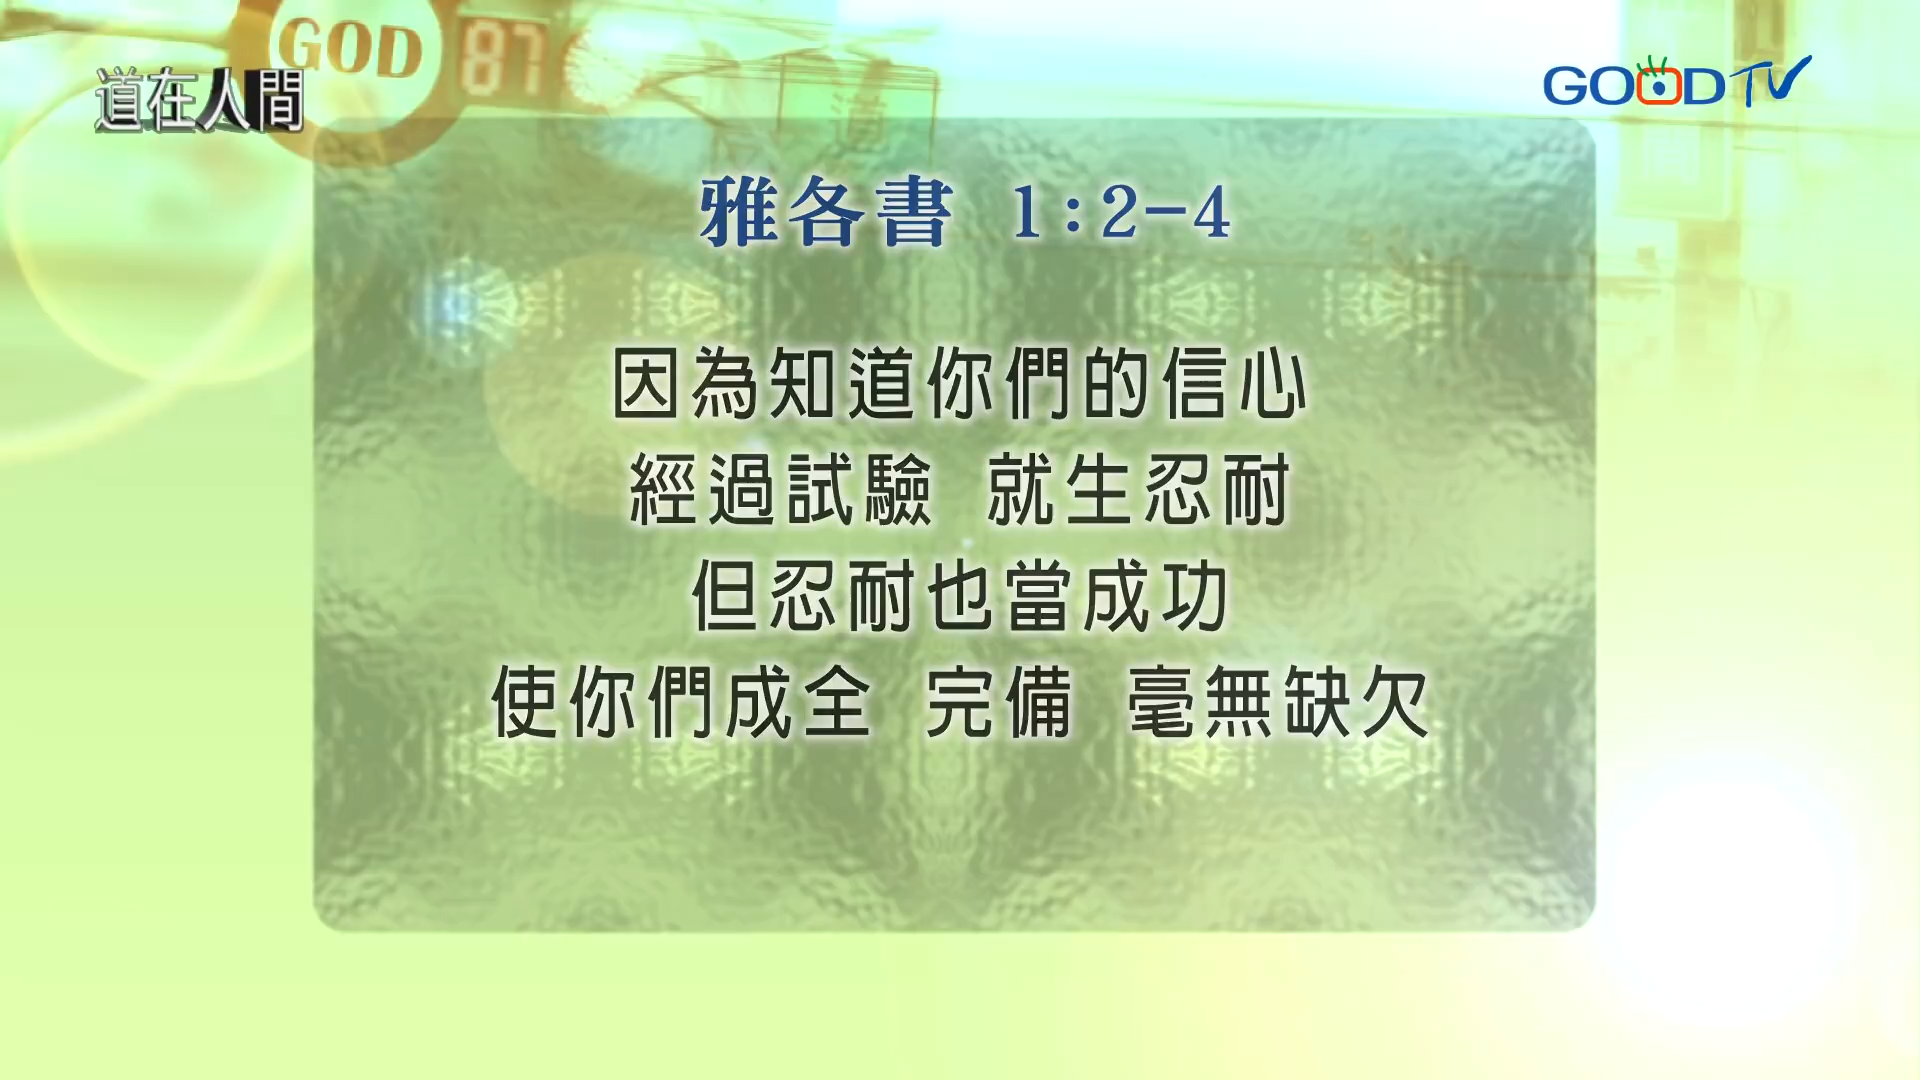 GOD 87
道在人間
GOOD TV
雅各書 1:2-4
因為知道你們的信心
經過試驗 就生忍耐
但忍耐也當成功
使你們成全 完備 毫無缺欠